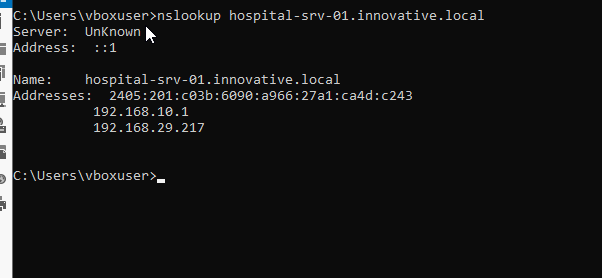 C:\Users\vboxuser>nslookup hospital-srv-01.innovative.local
Server:  UnKnown
Address:  ::1
Name:    hospital-srv-01.innovative.local
Addresses:  2405:201:c03b:6090:a966:27a1:ca4d:c243
192.168.10.1
192.168.29.217
C:\Users\vboxuser>